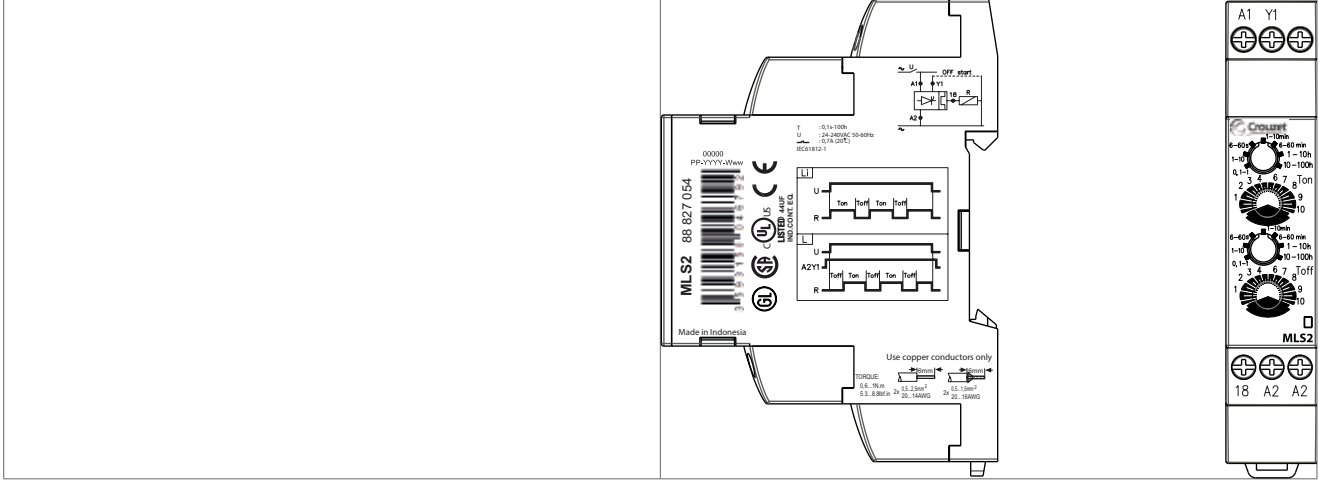 00000
PP-YYYY-Www
MLS2 88 827 054
Made in Indonesia
C UL US
LISTED 44UF
IND.CONT. EQ.
SA
GL
T : 0,1s-100h
U : 24-240VAC 50-60Hz
: 0,7A (20°C)
IEC61812-1
~ U
OFF start
A1 Y1
18 R
A2
~
Li
U
Ton Toff Ton Toff
R
L
U
A2Y1
Toff Ton Toff Ton Toff
R
Use copper conductors only
TORQUE:
0,6...1N.m
5.3...8.8lbf.in
6mm
2x 0,5...2,5mm²
20...14AWG
6mm
2x 0,5...1,5mm²
20...16AWG
A1 Y1
Crouzet
1-10min
6-60s 6-60 min
1-10 1-10h
0,1-1 10-100h
1 2 3 4 6 7 8 9 10 Ton
1-10min
6-60s 6-60 min
1-10h
0,1-1 10-100h
1 2 3 4 6 7 8 9 10 Toff
MLS2
18 A2 A2